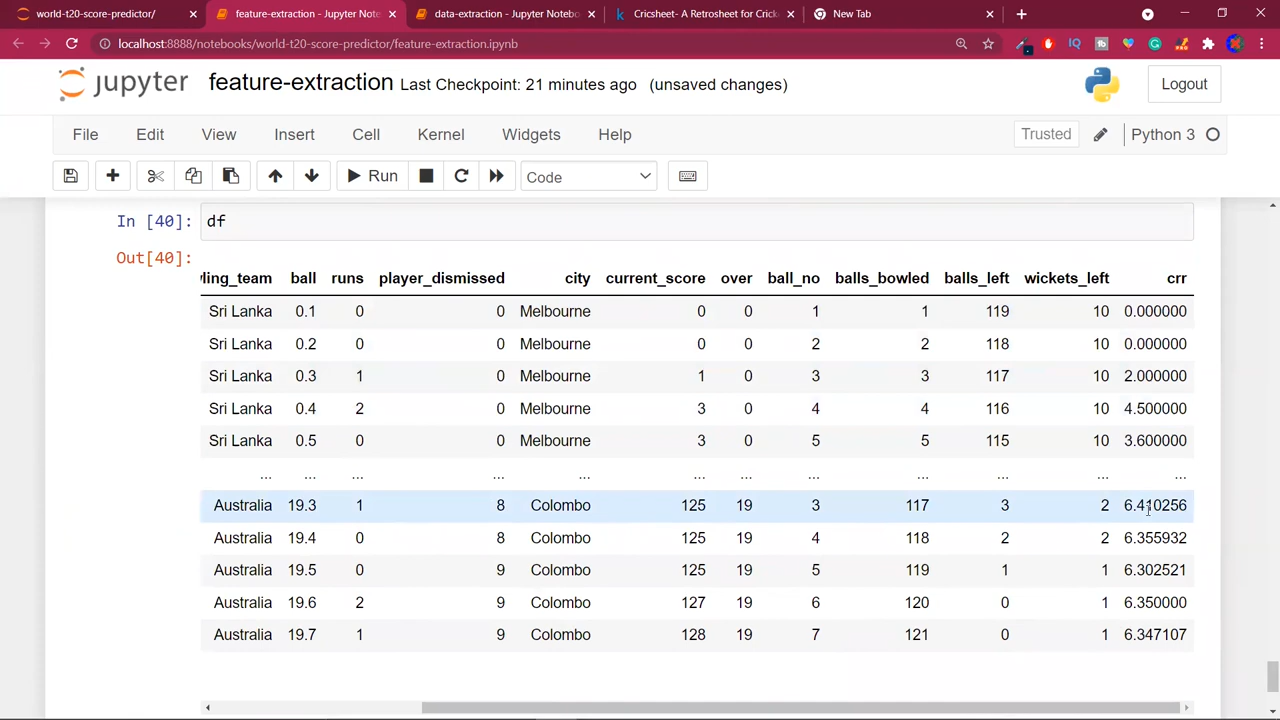 world-t20-score-predictor/ feature-extraction - Jupyter Note data-extraction - Jupyter Notebo Cricsheet- A Retrosheet for Crick New Tab
localhost:8888/notebooks/world-t20-score-predictor/feature-extraction.ipynb
jupyter feature-extraction Last Checkpoint: 21 minutes ago (unsaved changes) Logout
File Edit View Insert Cell Kernel Widgets Help Trusted Python 3
Run Code
In [40]: df
Out[40]:
ling_team ball runs player_dismissed city current_score over ball_no balls_bowled balls_left wickets_left crr
Sri Lanka 0.1 0 0 Melbourne 0 0 1 1 119 10 0.000000
Sri Lanka 0.2 0 0 Melbourne 0 0 2 2 118 10 0.000000
Sri Lanka 0.3 1 0 Melbourne 1 0 3 3 117 10 2.000000
Sri Lanka 0.4 2 0 Melbourne 3 0 4 4 116 10 4.500000
Sri Lanka 0.5 0 0 Melbourne 3 0 5 5 115 10 3.600000
... ... ... ... ... ... ... ... ... ... ... ...
Australia 19.3 1 8 Colombo 125 19 3 117 3 2 6.410256
Australia 19.4 0 8 Colombo 125 19 4 118 2 2 6.355932
Australia 19.5 0 9 Colombo 125 19 5 119 1 1 6.302521
Australia 19.6 2 9 Colombo 127 19 6 120 0 1 6.350000
Australia 19.7 1 9 Colombo 128 19 7 121 0 1 6.347107